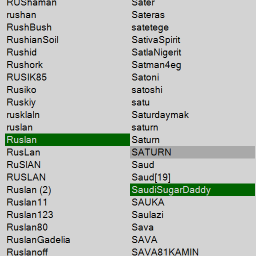 RUShaman
rushan
RushBush
RushianSoil
Rushid
Rushork
RUSIK85
Rusiko
Ruskiy
rusklaln
ruslan
Ruslan
RusLan
RuSlAN
RUSLAN
Ruslan (2)
Ruslan11
Ruslan123
Ruslan80
RuslanGadelia
Ruslanoff
Sater
Sateras
satetege
SativaSpirit
SatlaNigerit
Satman4eg
Satoni
satoshi
satu
Saturdaymak
saturn
Saturn
SATURN
Saud
Saud[19]
SaudiSugarDaddy
SAUKA
Saulazi
Sava
SAVA
SAVA81KAMIN